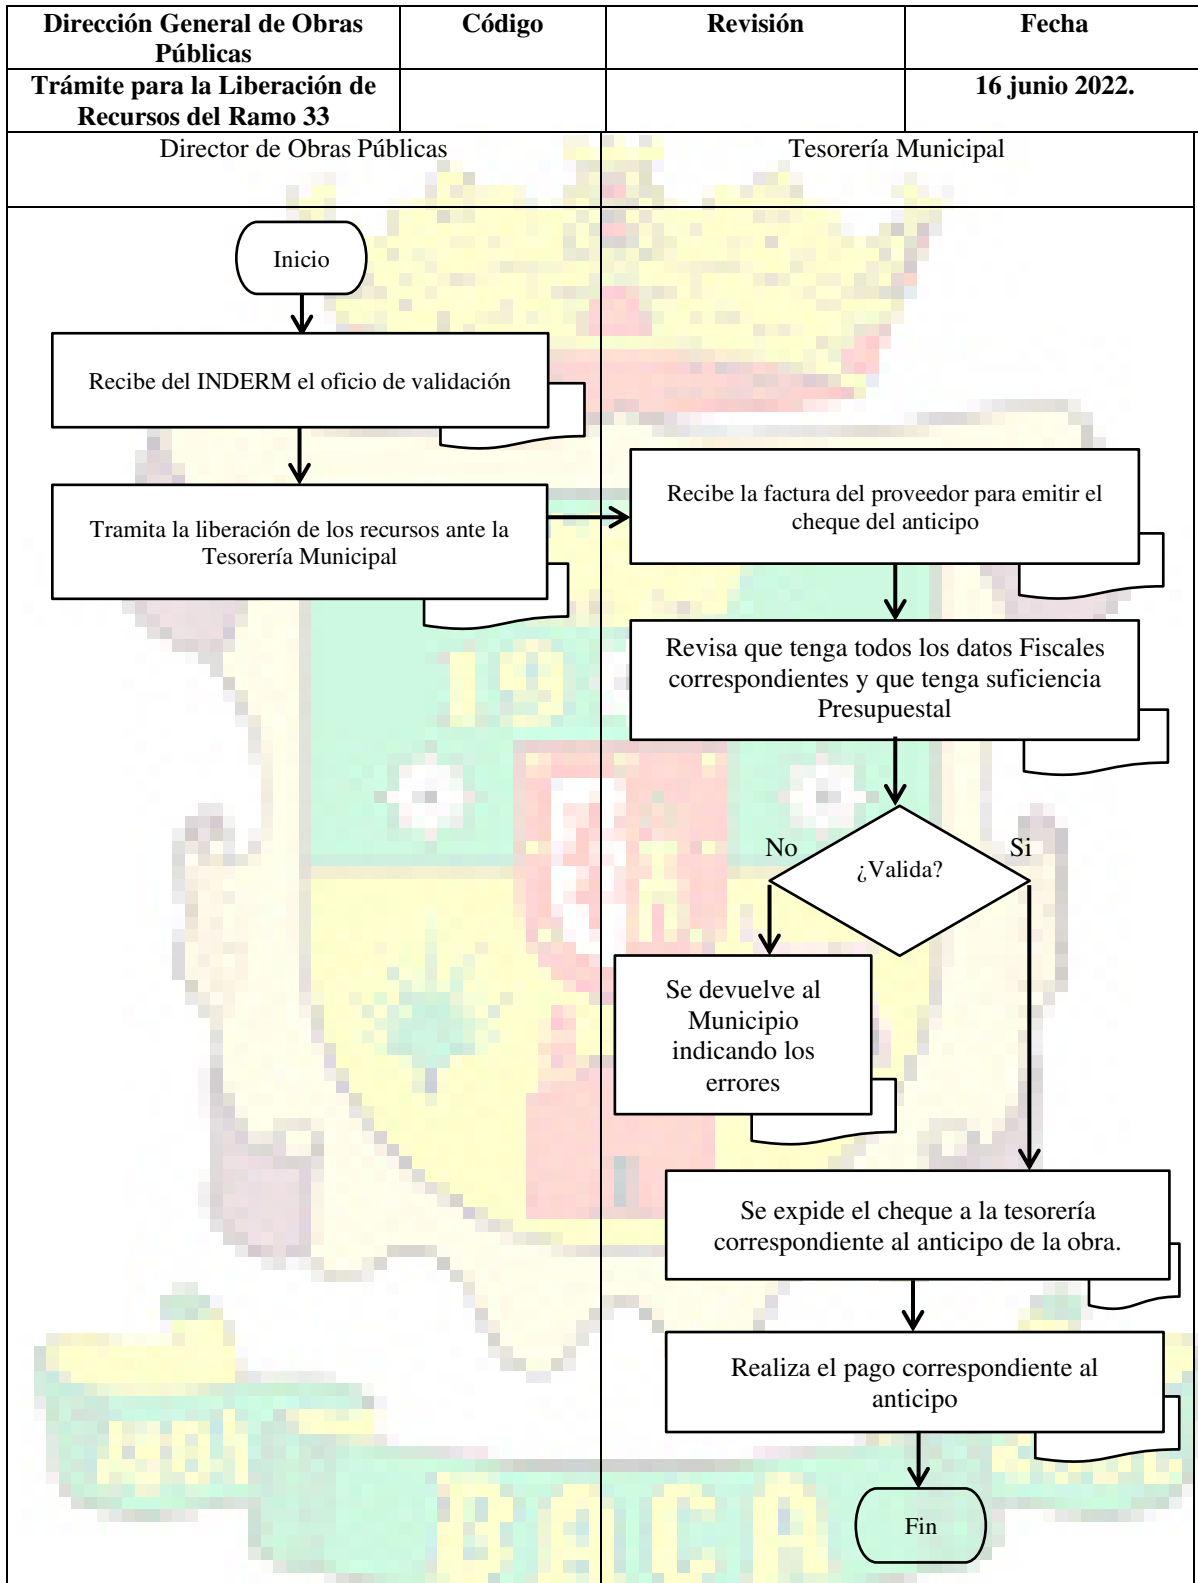 Dirección General de Obras
Públicas
Código
Revisión
Fecha
Trámite para la Liberación de
Recursos del Ramo 33
16 junio 2022.
Director de Obras Públicas
Tesorería Municipal
Inicio
Recibe del INDERM el oficio de validación
Tramita la liberación de los recursos ante la
Tesorería Municipal
Recibe la factura del proveedor para emitir el
cheque del anticipo
Revisa que tenga todos los datos Fiscales
correspondientes y que tenga suficiencia
Presupuestal
No
¿Valida?
Si
Se devuelve al
Municipio
indicando los
errores
Se expide el cheque a la tesorería
correspondiente al anticipo de la obra.
Realiza el pago correspondiente al
anticipo
Fin
19
BACA